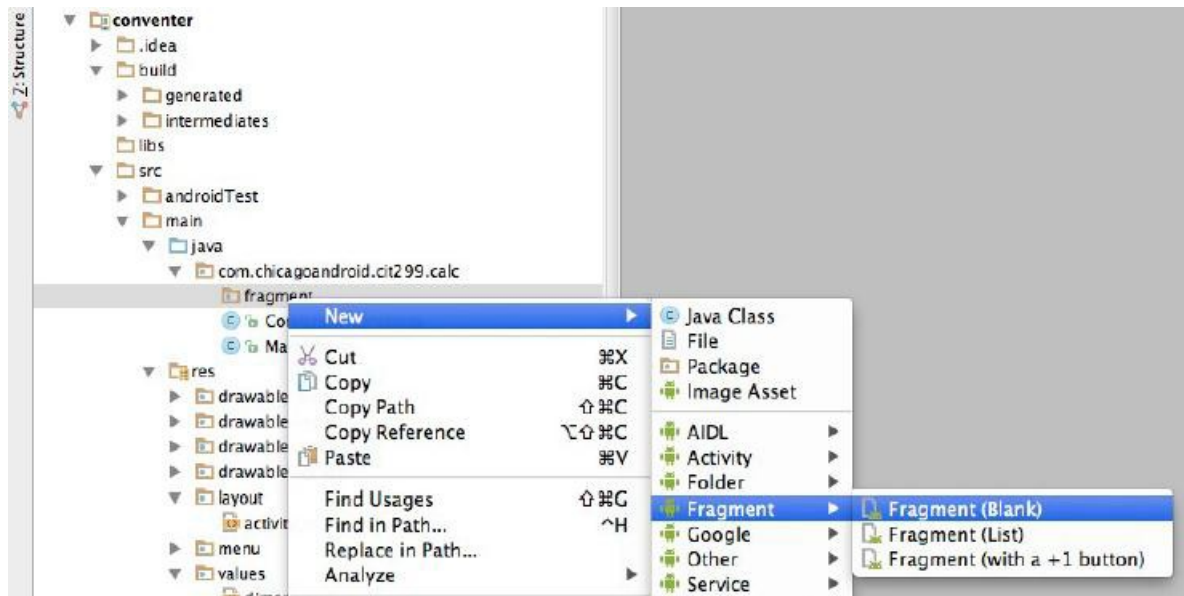 Z: Structure
conventer
.idea
build
generated
intermediates
libs
src
androidTest
main
java
com.chicagoandroid.cit299.calc
fragment
Co
Ma
res
drawable
drawable
drawable
drawable
layout
activit
menu
values
New
Cut ⌘X
Copy ⌘C
Copy Path ⇧⌘C
Copy Reference ⌥⇧⌘C
Paste ⌘V
Find Usages ⇧⌘G
Find in Path... ^H
Replace in Path...
Analyze
Java Class
File
Package
Image Asset
AIDL
Activity
Folder
Fragment
Google
Other
Service
Fragment (Blank)
Fragment (List)
Fragment (with a +1 button)